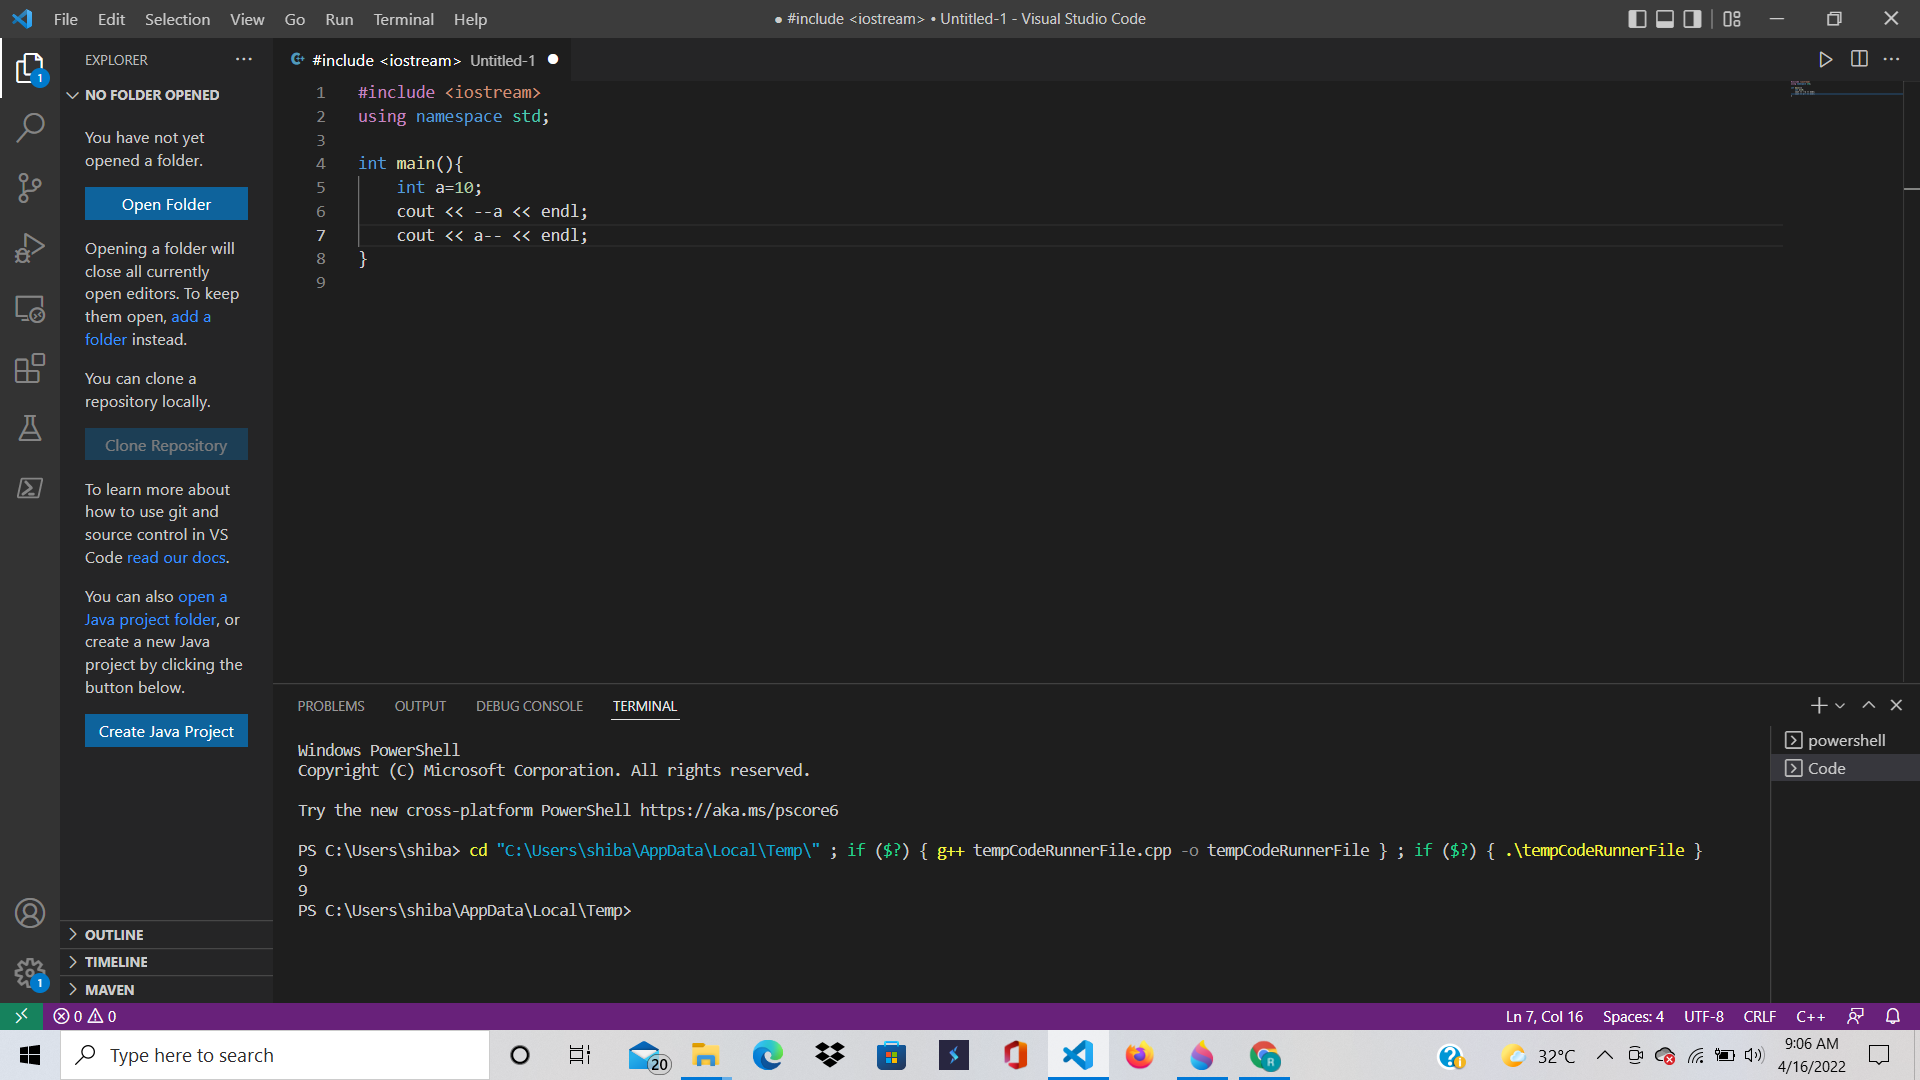 File Edit Selection View Go Run Terminal Help
● #include <iostream> • Untitled-1 - Visual Studio Code
EXPLORER
#include <iostream> Untitled-1
NO FOLDER OPENED
You have not yet
opened a folder.
Open Folder
Opening a folder will
close all currently
open editors. To keep
them open, add a
folder instead.
You can clone a
repository locally.
Clone Repository
To learn more about
how to use git and
source control in VS
Code read our docs.
You can also open a
Java project folder, or
create a new Java
project by clicking the
button below.
Create Java Project
OUTLINE
TIMELINE
MAVEN
1 #include <iostream>
2 using namespace std;
3
4 int main(){
5 int a=10;
6 cout << --a << endl;
7 cout << a-- << endl;
8 }
9
PROBLEMS OUTPUT DEBUG CONSOLE TERMINAL
Windows PowerShell
Copyright (C) Microsoft Corporation. All rights reserved.
Try the new cross-platform PowerShell https://aka.ms/pscore6
PS C:\Users\shiba> cd "C:\Users\shiba\AppData\Local\Temp\" ; if ($?) { g++ tempCodeRunnerFile.cpp -o tempCodeRunnerFile } ; if ($?) { .\tempCodeRunnerFile }
9
9
PS C:\Users\shiba\AppData\Local\Temp>
powershell
Code
1
1
0 0
Ln 7, Col 16 Spaces: 4 UTF-8 CRLF C++
Type here to search
20
32°C
9:06 AM
4/16/2022